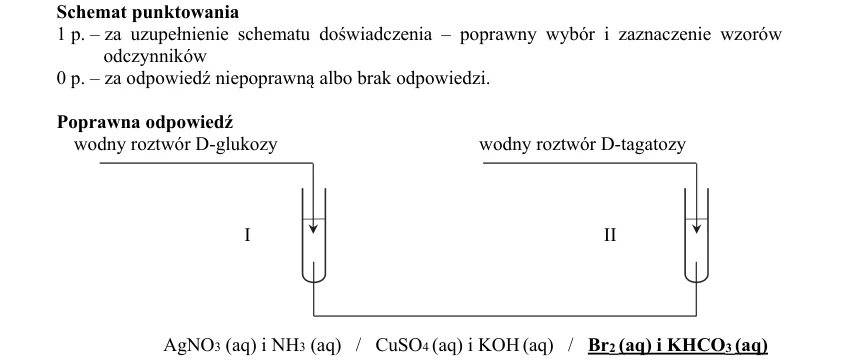 Schemat punktowania
1 p. – za uzupełnienie schematu doświadczenia – poprawny wybór i zaznaczenie wzorów
odczynników
0 p. – za odpowiedź niepoprawną albo brak odpowiedzi.
Poprawna odpowiedź
wodny roztwór D-glukozy wodny roztwór D-tagatozy
I II
AgNO3 (aq) i NH3 (aq) / CuSO4 (aq) i KOH (aq) / Br2 (aq) i KHCO3 (aq)